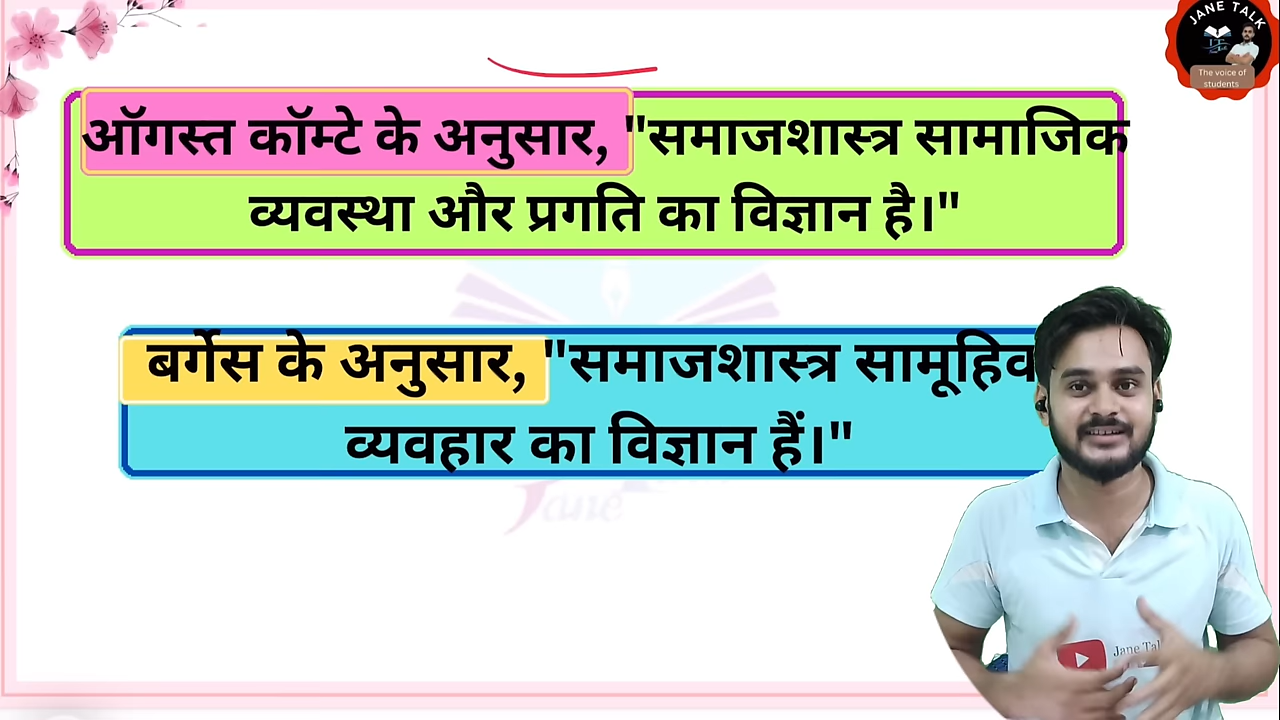 JANE TALK
The voice of
students
ऑगस्त कॉम्टे के अनुसार, "समाजशास्त्र सामाजिक
व्यवस्था और प्रगति का विज्ञान है।"
बर्गेस के अनुसार, "समाजशास्त्र
व्यवहार का विज्ञान हैं।"
Jane
Jane